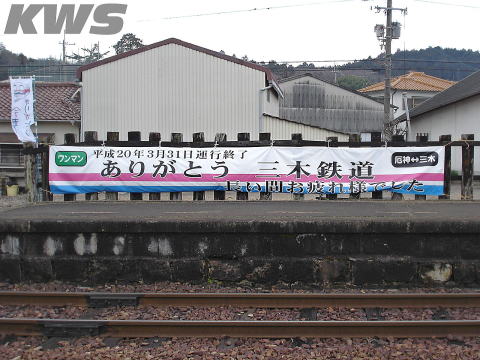 KWS
ワンマン
平成20年3月31日運行終了
ありがとう 三木鉄道
長い間お疲れ様でした
厄神↔三木